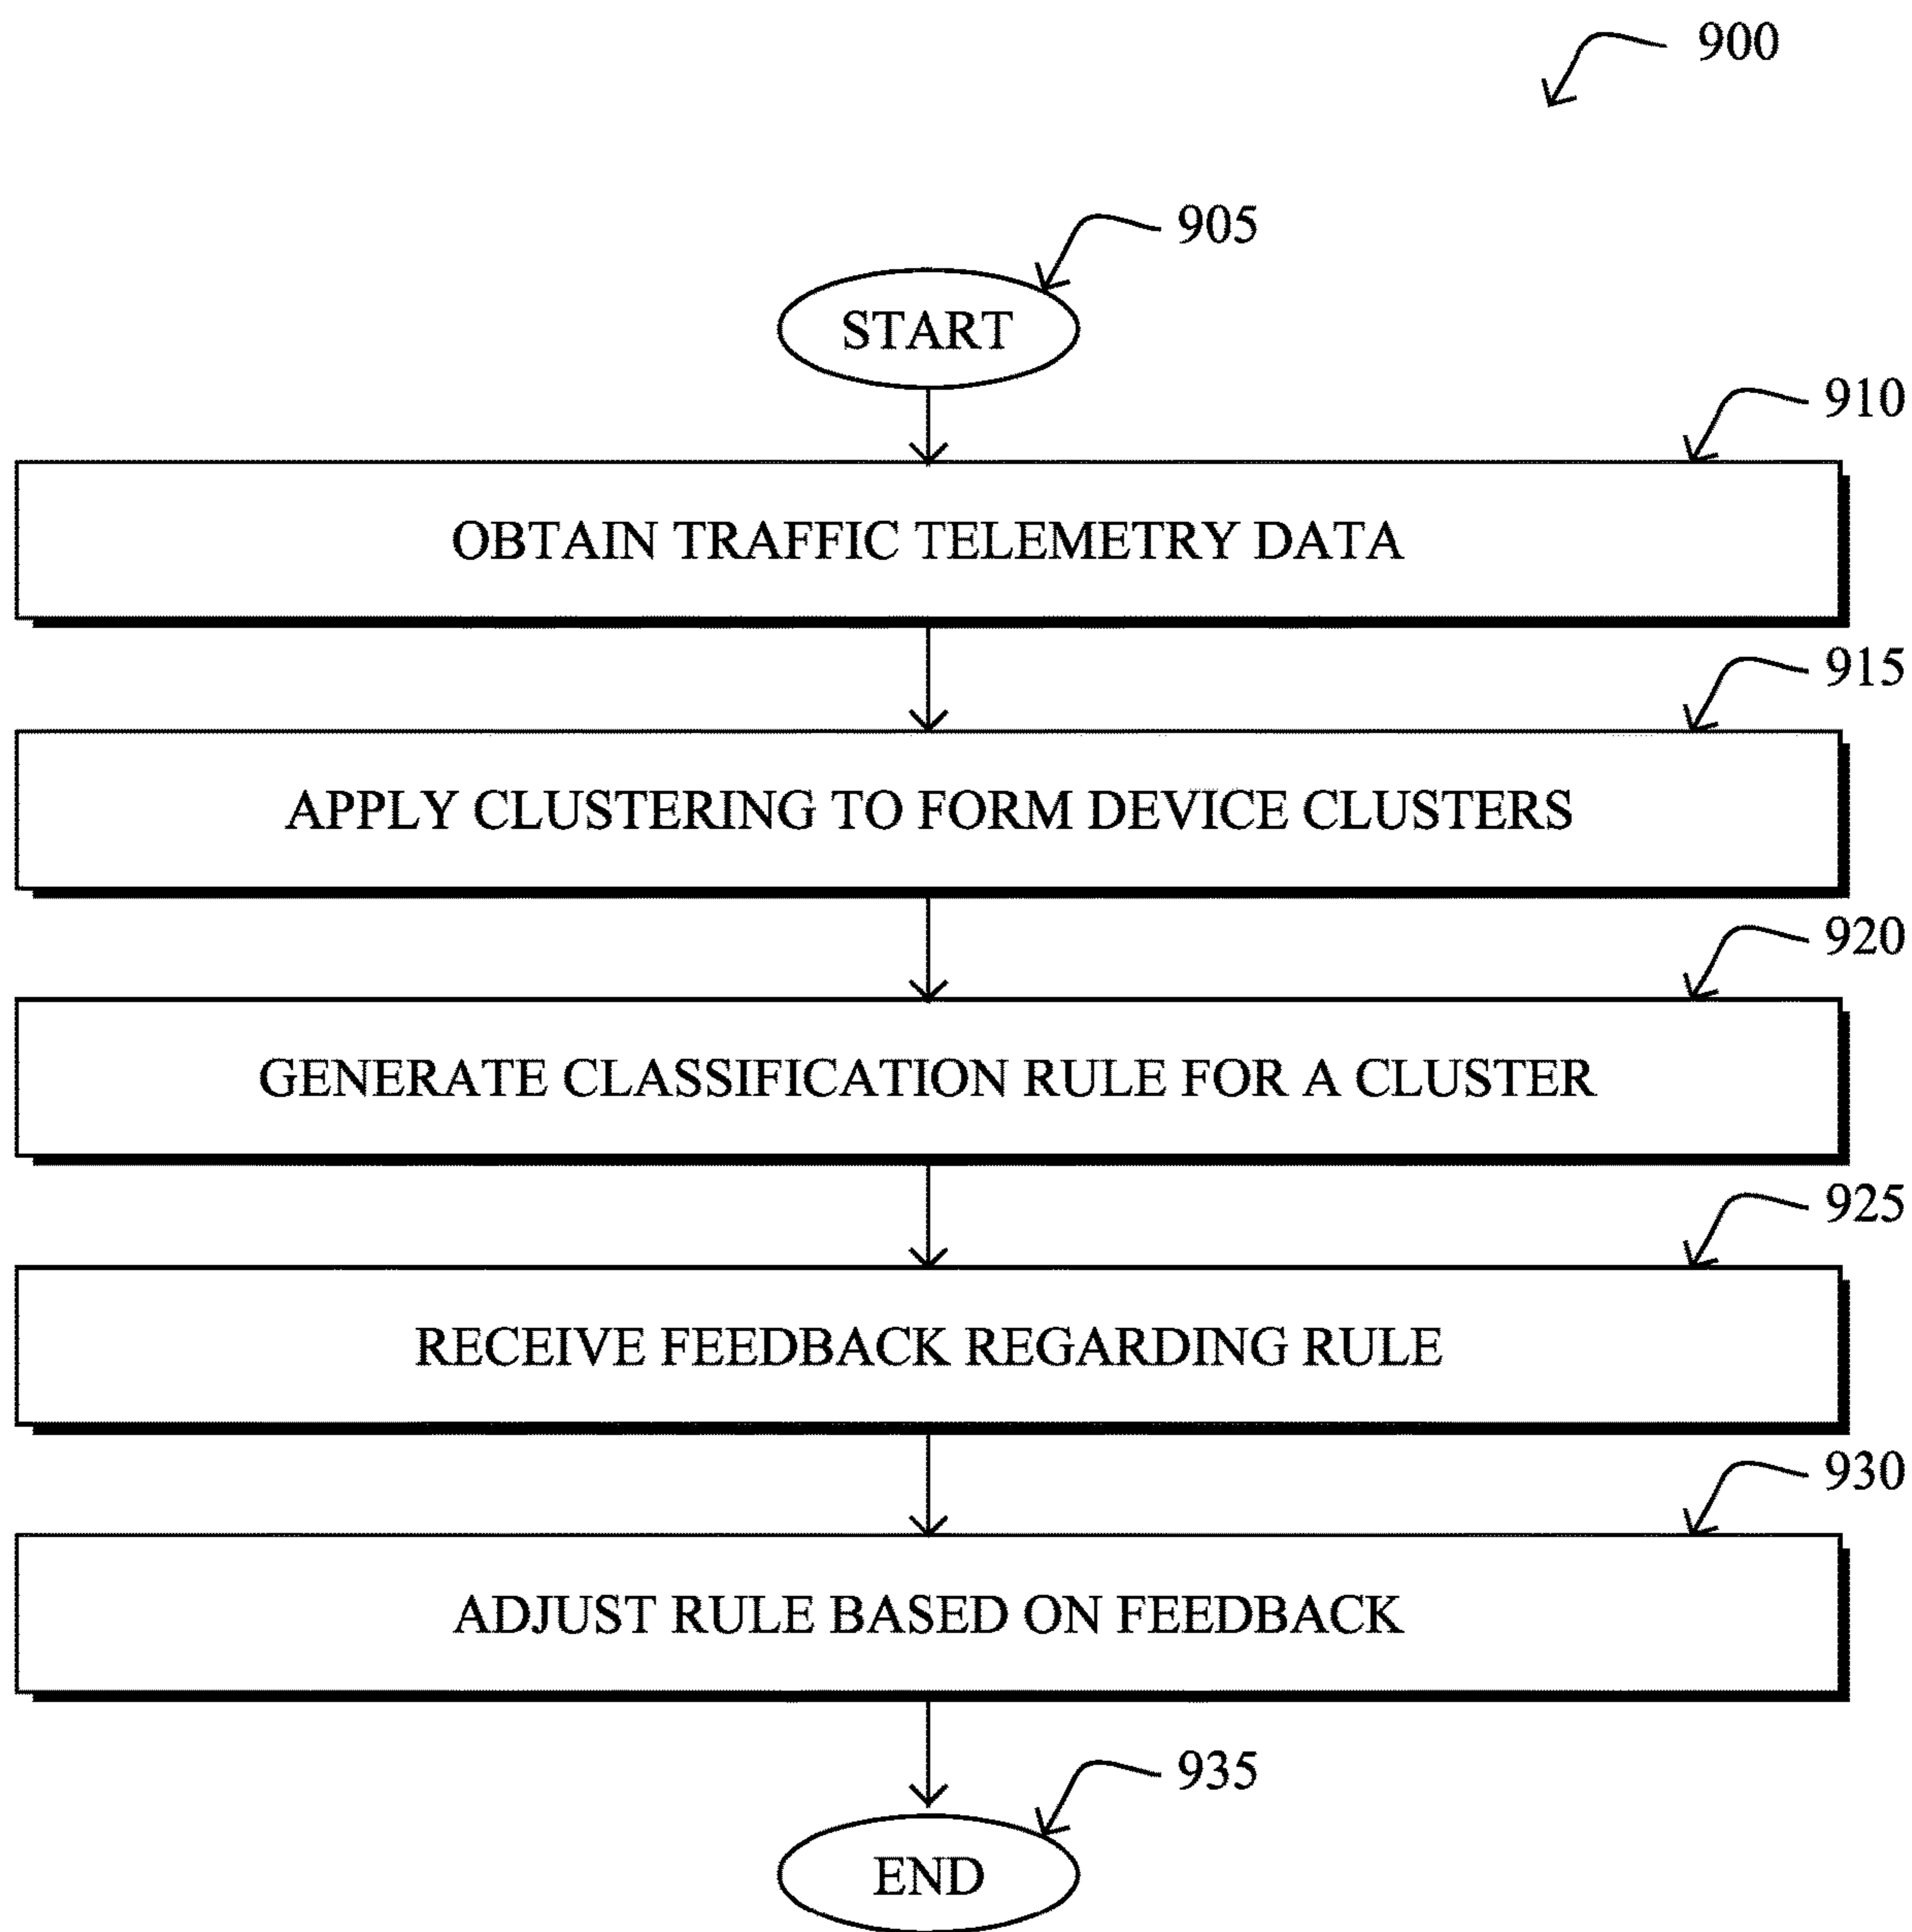 900
905
START
910
OBTAIN TRAFFIC TELEMETRY DATA
915
APPLY CLUSTERING TO FORM DEVICE CLUSTERS
920
GENERATE CLASSIFICATION RULE FOR A CLUSTER
925
RECEIVE FEEDBACK REGARDING RULE
930
ADJUST RULE BASED ON FEEDBACK
935
END